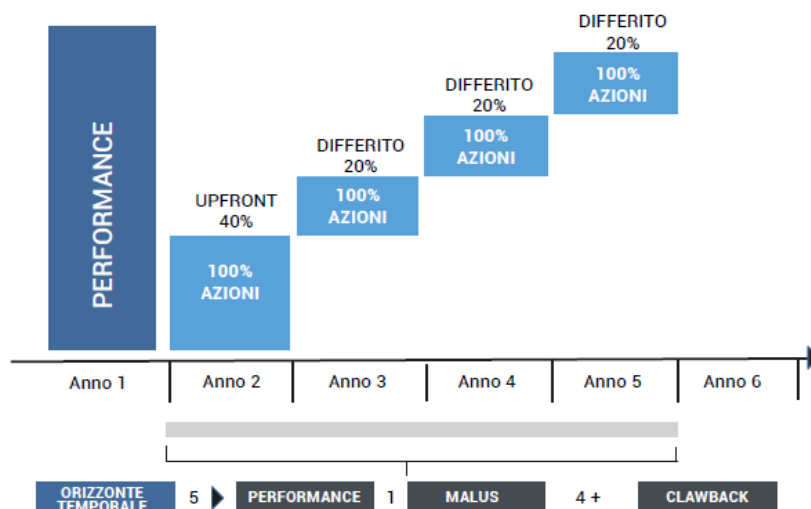 DIFFERITO
20%
100%
AZIONI
DIFFERITO
20%
100%
AZIONI
DIFFERITO
20%
100%
AZIONI
UPFRONT
40%
100%
AZIONI
PERFORMANCE
Anno 1
Anno 2
Anno 3
Anno 4
Anno 5
Anno 6
ORIZZONTE
TEMPORALE
5
PERFORMANCE
1
MALUS
4 +
CLAWBACK